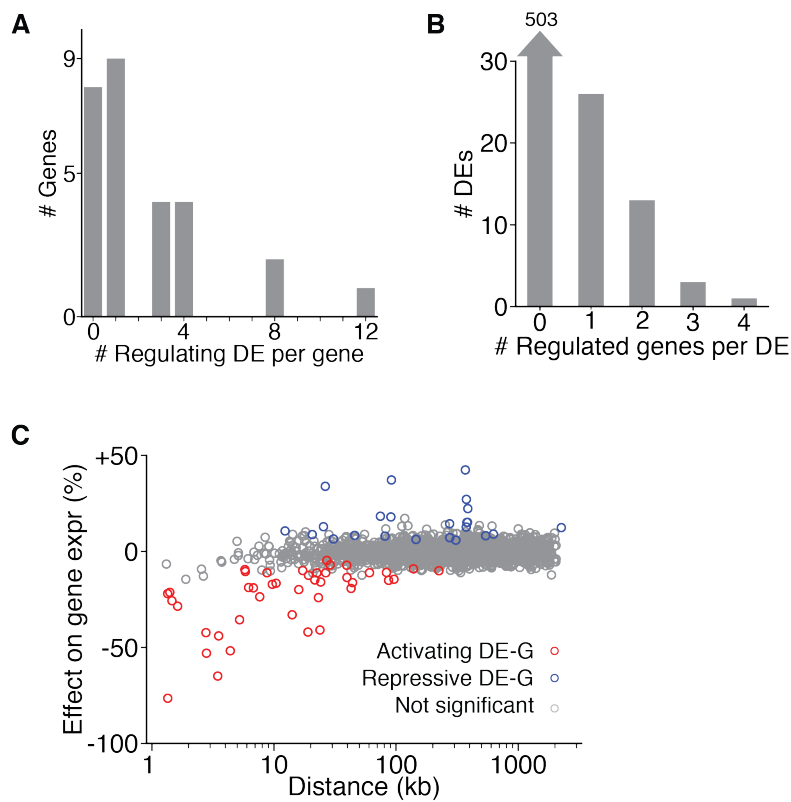 A
# Genes
9
5
0
0
4
8
12
# Regulating DE per gene
B
503
# DEs
30
20
10
0
0
1
2
3
4
# Regulated genes per DE
C
Effect on gene expr (%)
+50
0
-50
-100
Activating DE-G
Repressive DE-G
Not significant
1
10
100
1000
Distance (kb)